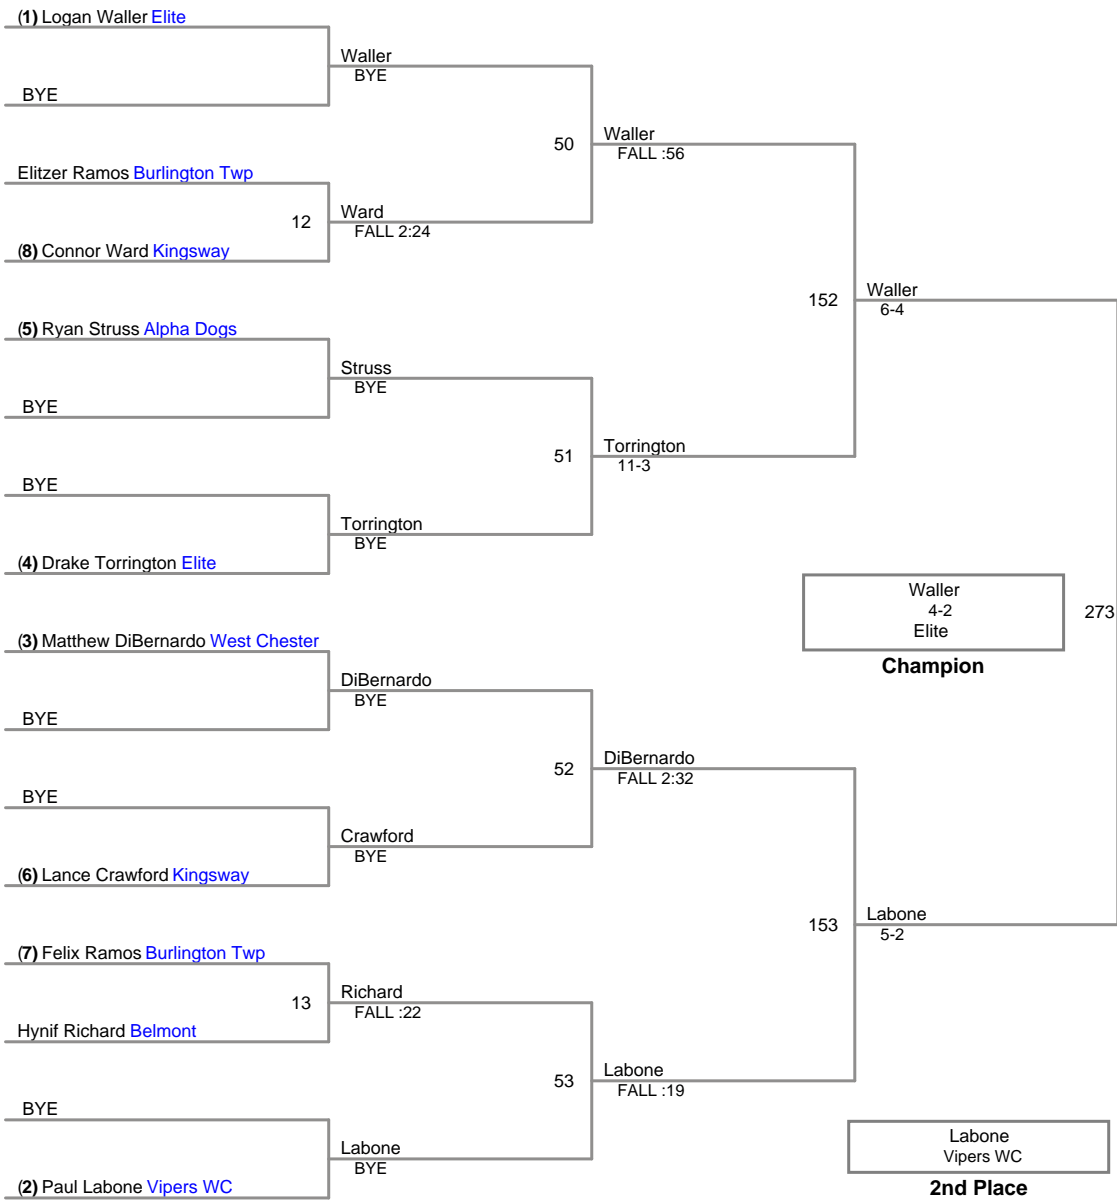 (1) Logan Waller Elite
Waller
BYE
BYE
50
Waller
FALL :56
Elitzer Ramos Burlington Twp
12
Ward
FALL 2:24
(8) Connor Ward Kingsway
152
Waller
6-4
(5) Ryan Struss Alpha Dogs
Struss
BYE
BYE
51
Torrington
11-3
BYE
Torrington
BYE
(4) Drake Torrington Elite
Waller
4-2
Elite
273
Champion
(3) Matthew DiBernardo West Chester
DiBernardo
BYE
BYE
52
DiBernardo
FALL 2:32
BYE
Crawford
BYE
(6) Lance Crawford Kingsway
153
Labone
5-2
(7) Felix Ramos Burlington Twp
13
Richard
FALL :22
Hynif Richard Belmont
53
Labone
FALL :19
BYE
Labone
BYE
(2) Paul Labone Vipers WC
Labone
Vipers WC
2nd Place